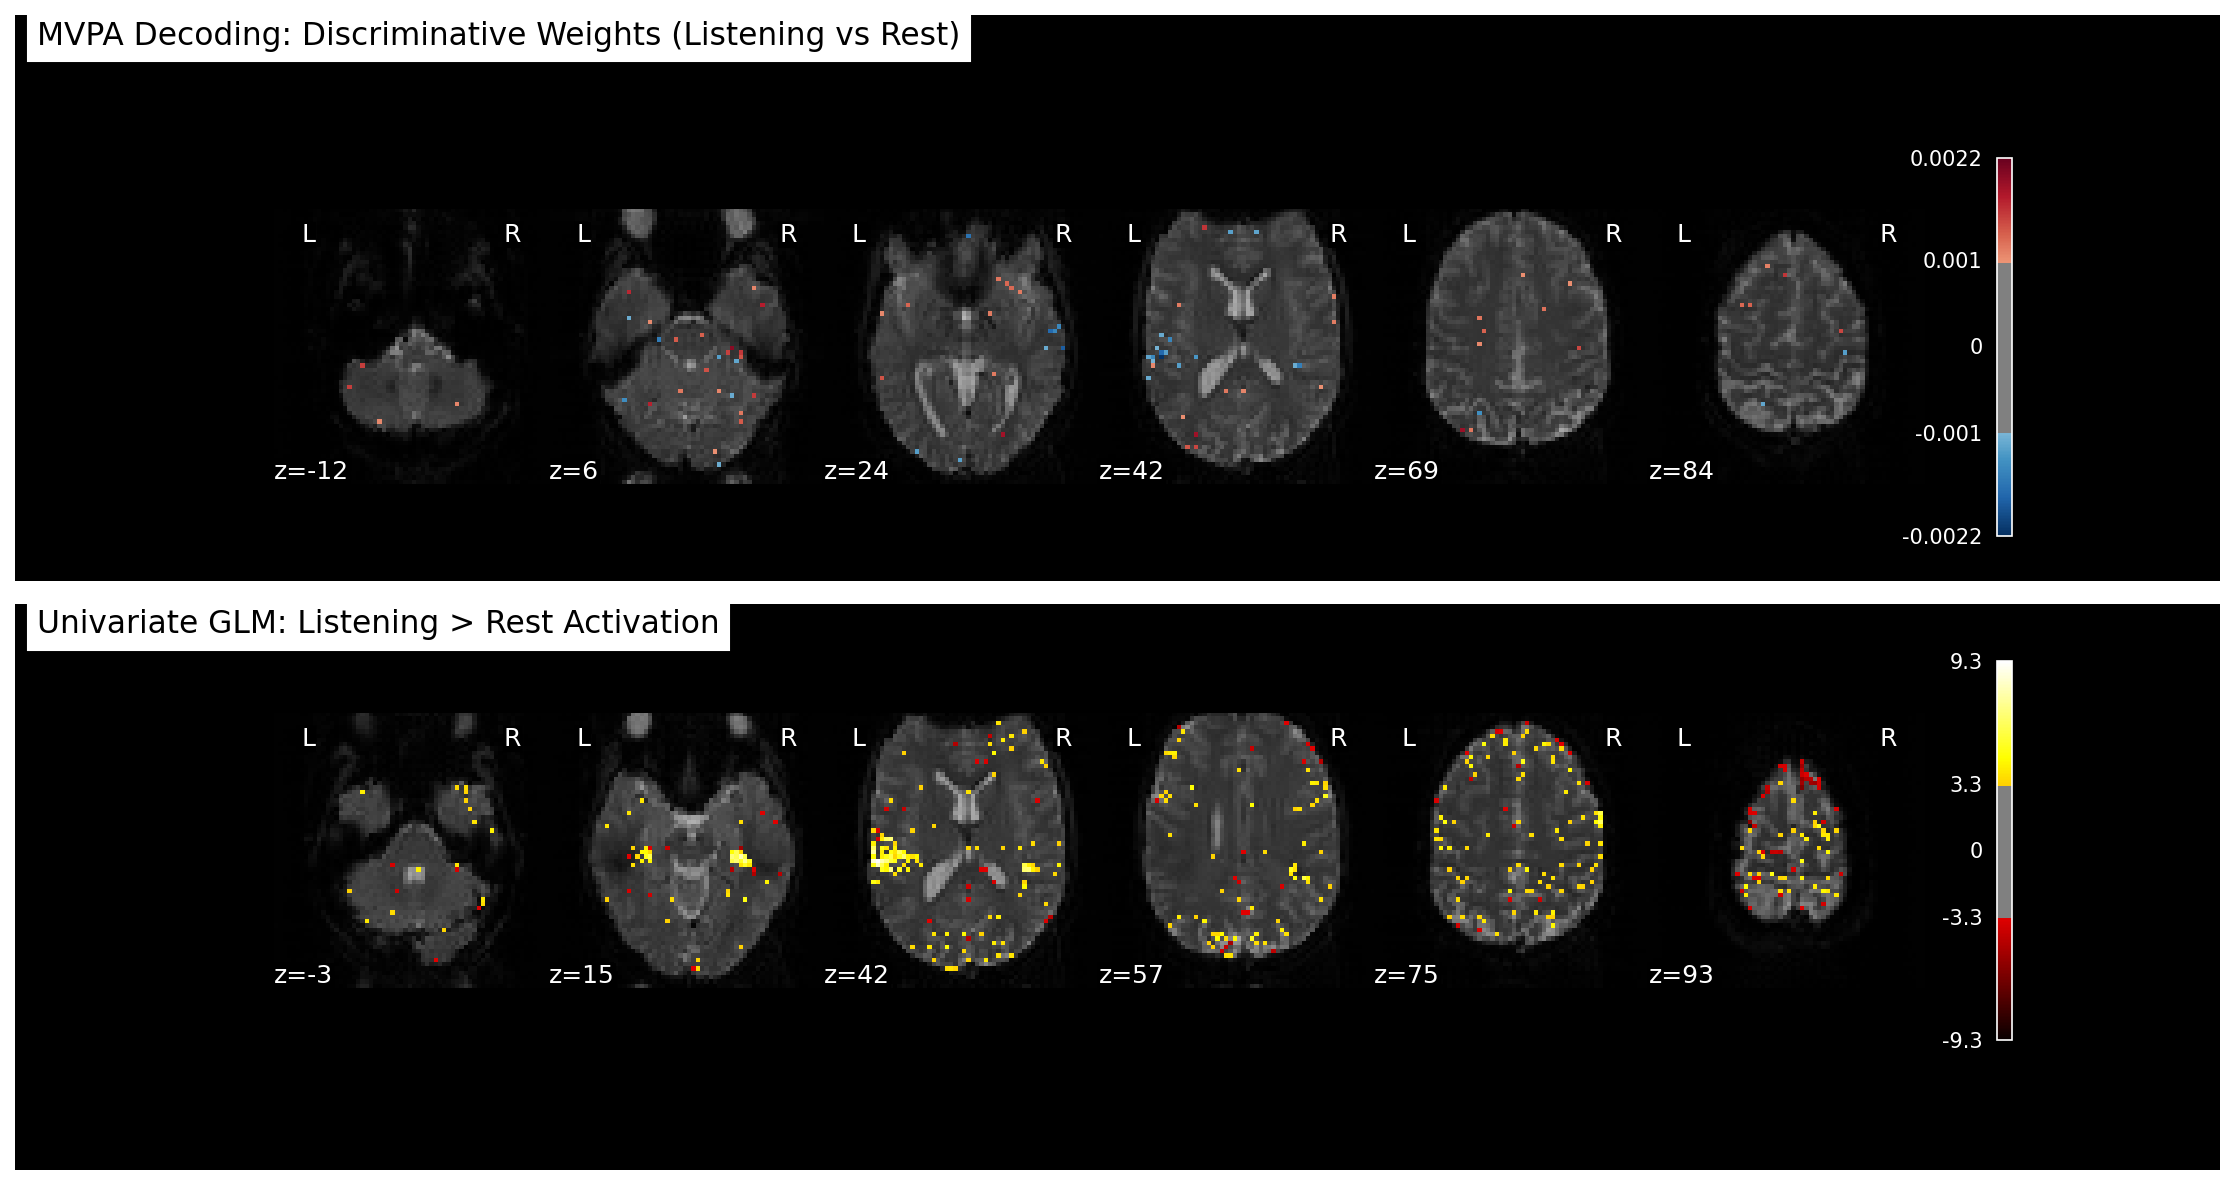 MVPA Decoding: Discriminative Weights (Listening vs Rest)
L R L R L R L R L R L R
z=-12 z=6 z=24 z=42 z=69 z=84
0.0022
0.001
0
-0.001
-0.0022
Univariate GLM: Listening > Rest Activation
L R L R L R L R L R L R
z=-3 z=15 z=42 z=57 z=75 z=93
9.3
3.3
0
-3.3
-9.3